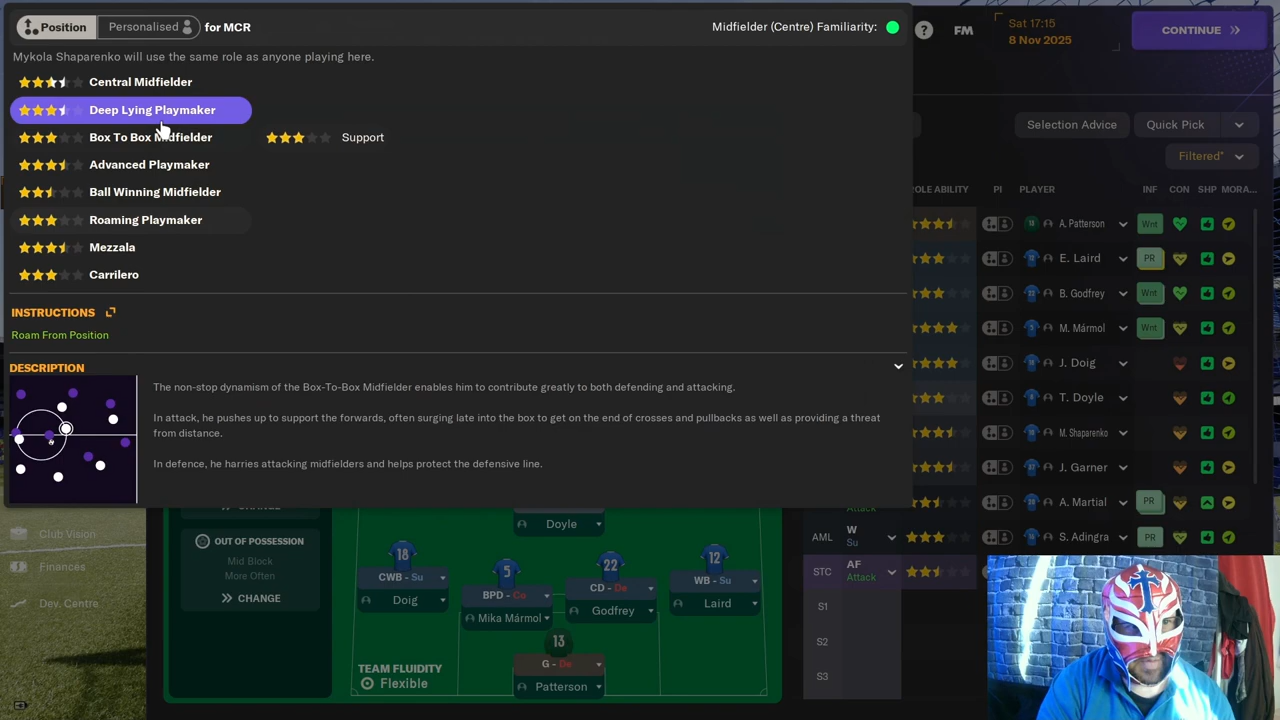 Position
Personalised
for MCR
Midfielder (Centre) Familiarity:
Mykola Shaparenko will use the same role as anyone playing here.
Central Midfielder
Deep Lying Playmaker
Box To Box Midfielder
Support
Advanced Playmaker
Ball Winning Midfielder
Roaming Playmaker
Mezzala
Carrilero
INSTRUCTIONS
Roam From Position
DESCRIPTION
The non-stop dynamism of the Box-To-Box Midfielder enables him to contribute greatly to both defending and attacking.
In attack, he pushes up to support the forwards, often surging late into the box to get on the end of crosses and pullbacks as well as providing a threat
from distance.
In defence, he harries attacking midfielders and helps protect the defensive line.
?
FM
Sat 17:15
8 Nov 2025
CONTINUE
Selection Advice
Quick Pick
Filtered*
ROLE ABILITY
PI
PLAYER
INF
CON
SHP
MORA...
A. Patterson
Wnt
E. Laird
PR
B. Godfrey
Wnt
M. Mármol
Wnt
J. Doig
T. Doyle
M. Shaparenko
J. Garner
A. Martial
PR
S. Adingra
PR
Attack
AML
W
Su
STC
AF
Attack
S1
S2
S3
Club Vision
Finances
Dev. Centre
CHANGE
OUT OF POSSESSION
Mid Block
More Often
CHANGE
Doyle
18
CWB - Su
Doig
5
BPD - Co
Mika Mármol
22
CD - De
Godfrey
12
WB - Su
Laird
13
G - De
Patterson
TEAM FLUIDITY
Flexible